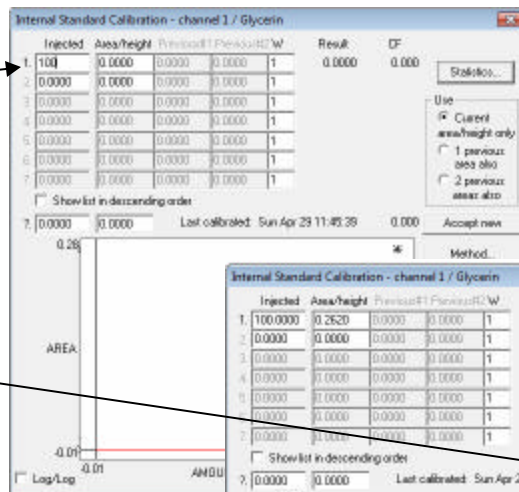 Internal Standard Calibration - channel 1 / Glycerin
Injected Area/height Previous#1 Previous#2 W Result CF
1. 100 0.0000 0.0000 0.0000 1 0.0000 0.000
2. 0.0000 0.0000 0.0000 0.0000 1
3. 0.0000 0.0000 0.0000 0.0000 1
4. 0.0000 0.0000 0.0000 0.0000 1
5. 0.0000 0.0000 0.0000 0.0000 1
6. 0.0000 0.0000 0.0000 0.0000 1
7. 0.0000 0.0000 0.0000 0.0000 1
Statistics...
Use
Current area/height only
1 previous area also
2 previous areas also
Show list in descending order
?. 0.0000 0.0000 Last calibrated: Sun Apr 29 11:45:39 0.000
Accept new
Method...
0.28
AREA
-0.01
-0.01
AMOU
Log/Log
Internal Standard Calibration - channel 1 / Glycerin
Injected Area/height Previous#1 Previous#2 W
1. 100.0000 0.2620 0.0000 0.0000 1
2. 0.0000 0.0000 0.0000 0.0000 1
3. 0.0000 0.0000 0.0000 0.0000 1
4. 0.0000 0.0000 0.0000 0.0000 1
5. 0.0000 0.0000 0.0000 0.0000 1
6. 0.0000 0.0000 0.0000 0.0000 1
7. 0.0000 0.0000 0.0000 0.0000 1
Show list in descending order
?. 0.0000 0.0000 Last calibrated: Sun Apr 2